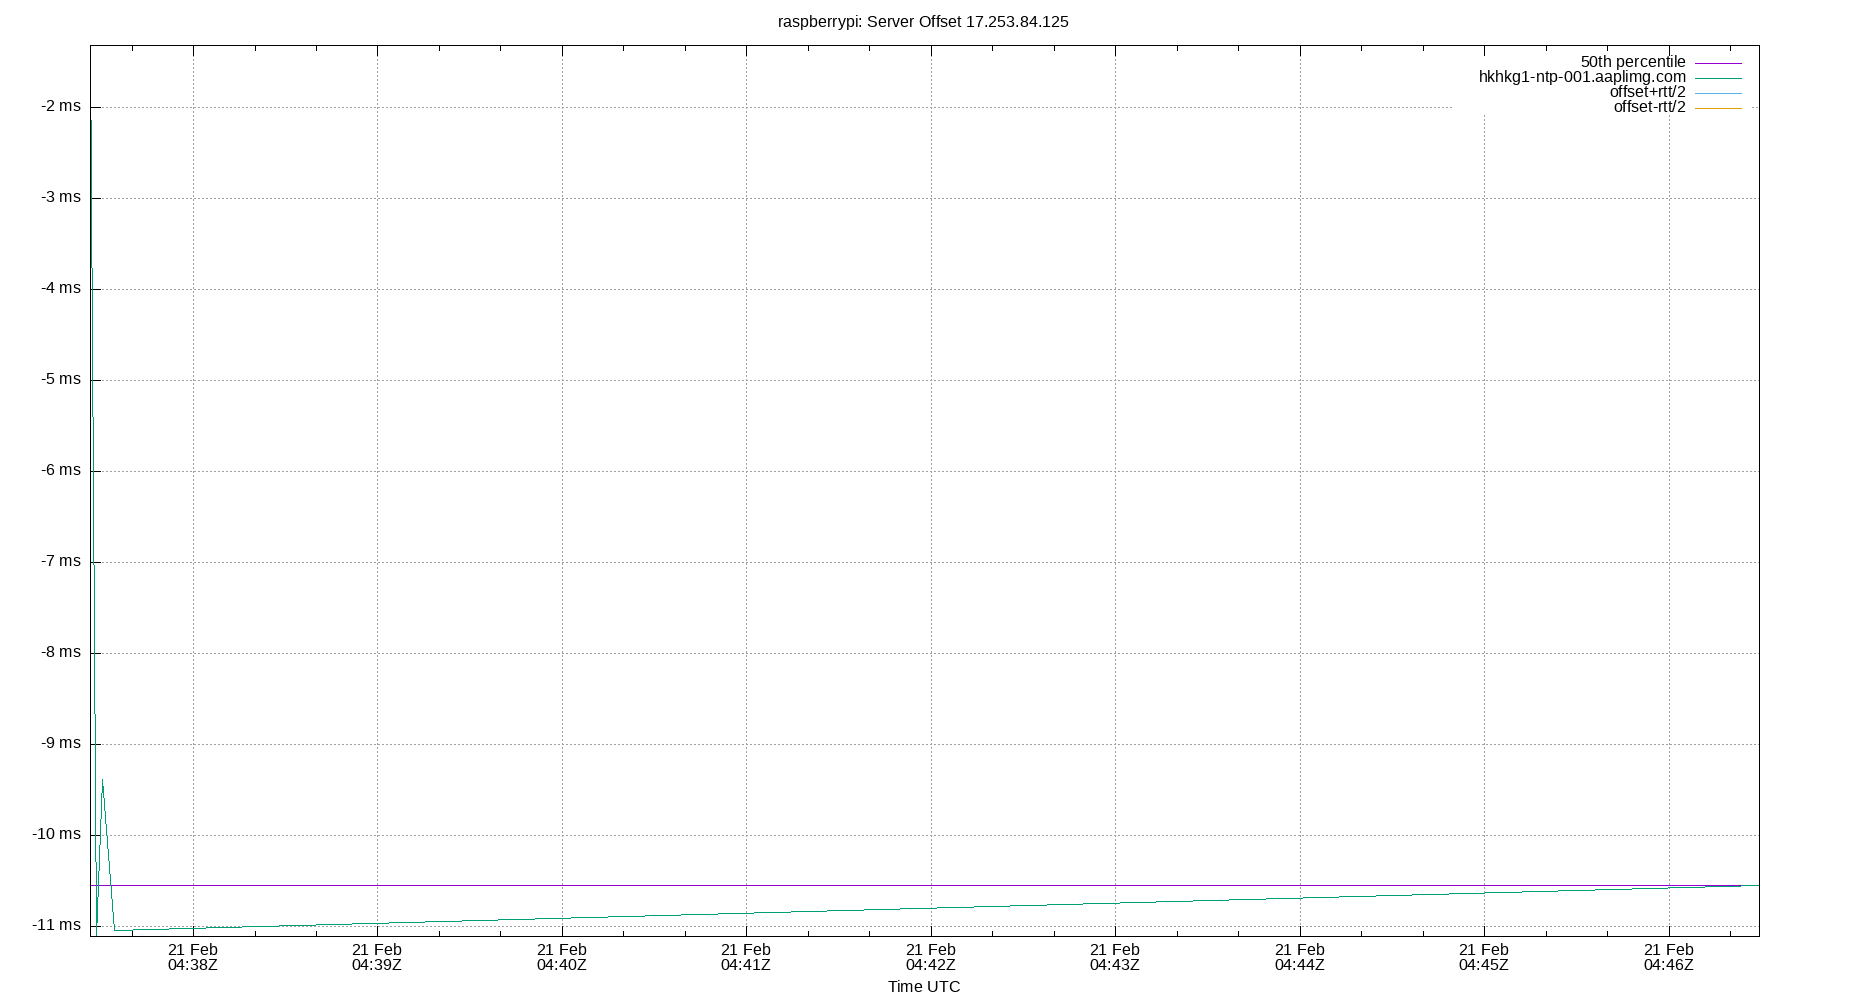 raspberrypi: Server Offset 17.253.84.125
50th percentile
hkhkg1-ntp-001.aaplimg.com
offset+rtt/2
offset-rtt/2
-2 ms
-3 ms
-4 ms
-5 ms
-6 ms
-7 ms
-8 ms
-9 ms
-10 ms
-11 ms
21 Feb 21 Feb 21 Feb 21 Feb 21 Feb 21 Feb 21 Feb 21 Feb 21 Feb
04:38Z 04:39Z 04:40Z 04:41Z 04:42Z 04:43Z 04:44Z 04:45Z 04:46Z
Time UTC